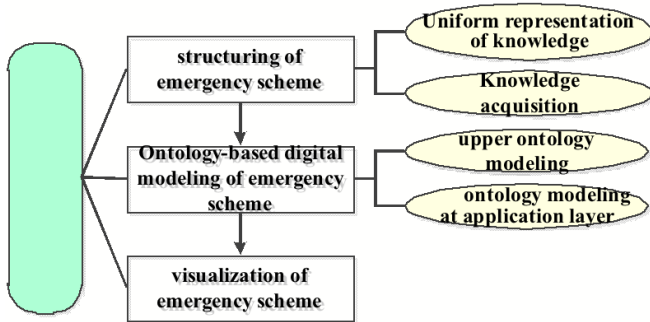 Uniform representation
of knowledge
structuring of
emergency scheme
Knowledge
acquisition
Ontology-based digital
modeling of emergency
scheme
upper ontology
modeling
ontology modeling
at application layer
visualization of
emergency scheme